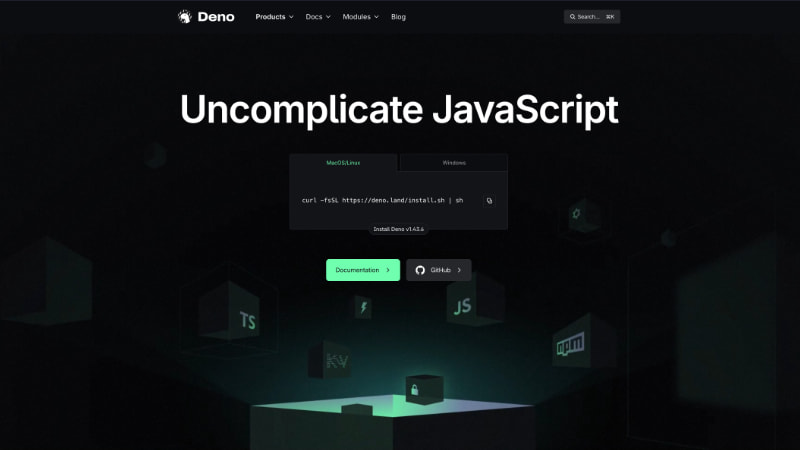 Deno
Products
Docs
Modules
Blog
Search...
⌘K
Uncomplicate JavaScript
MacOS/Linux
Windows
curl -fsSL https://deno.land/install.sh | sh
Install Deno v1.43.6
Documentation
GitHub
TS
JS
KV
npm